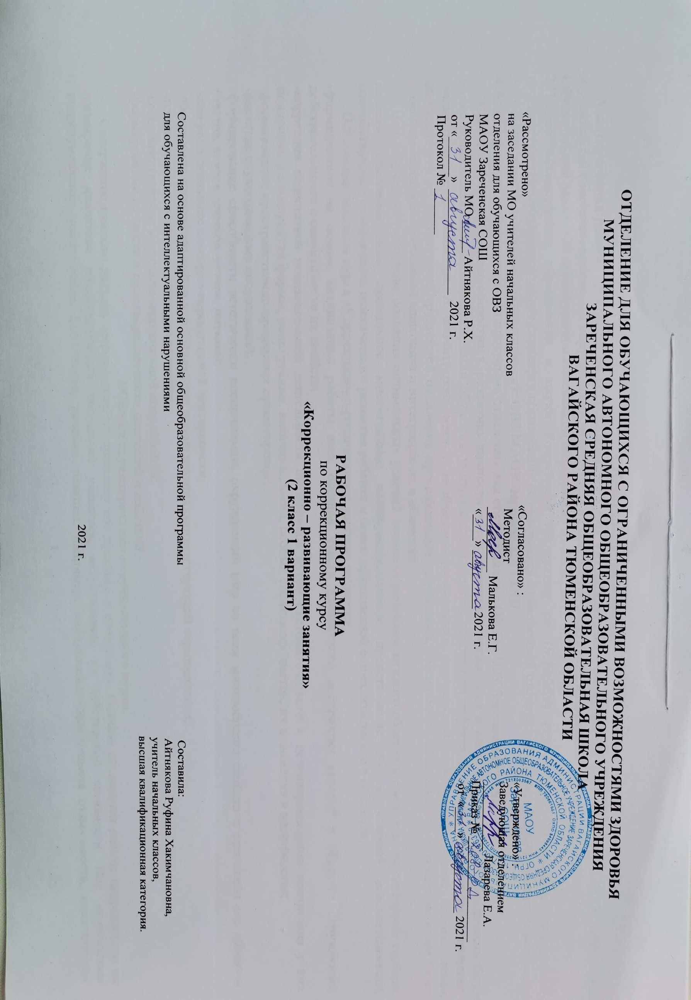 ОТДЕЛЕНИЕ ДЛЯ ОБУЧАЮЩИХСЯ С ОГРАНИЧЕННЫМИ ВОЗМОЖНОСТЯМИ ЗДОРОВЬЯ
МУНИЦИПАЛЬНОГО АВТОНОМНОГО ОБЩЕОБРАЗОВАТЕЛЬНОГО УЧРЕЖДЕНИЯ
ЗАРЕЧЕНСКАЯ СРЕДНЯЯ ОБЩЕОБРАЗОВАТЕЛЬНАЯ ШКОЛА
ВАГАЙСКОГО РАЙОНА ТЮМЕНСКОЙ ОБЛАСТИ
«Рассмотрено»
на заседании МО учителей начальных классов
отделения для обучающихся с ОВЗ
МАОУ Зареченская СОШ
Руководитель МО Айтнякова Р.Х.
от « 31 » августа 2021 г.
Протокол № 1
«Согласовано» :
Методист
Малькова Е.Г.
« 31 » августа 2021 г.
«Утверждено» :
Заведующая отделением
Лазарева Е.А.
Приказ №
от « 31 » августа 2021 г.
МАОУ
СОШ
РАБОЧАЯ ПРОГРАММА
по коррекционному курсу
«Коррекционно – развивающие занятия»
(2 класс 1 вариант)
Составлена на основе адаптированной основной общеобразовательной программы
для обучающихся с интеллектуальными нарушениями
Составила:
Айтнякова Руфина Хакимчановна,
учитель начальных классов,
высшая квалификационная категория.
2021 г.